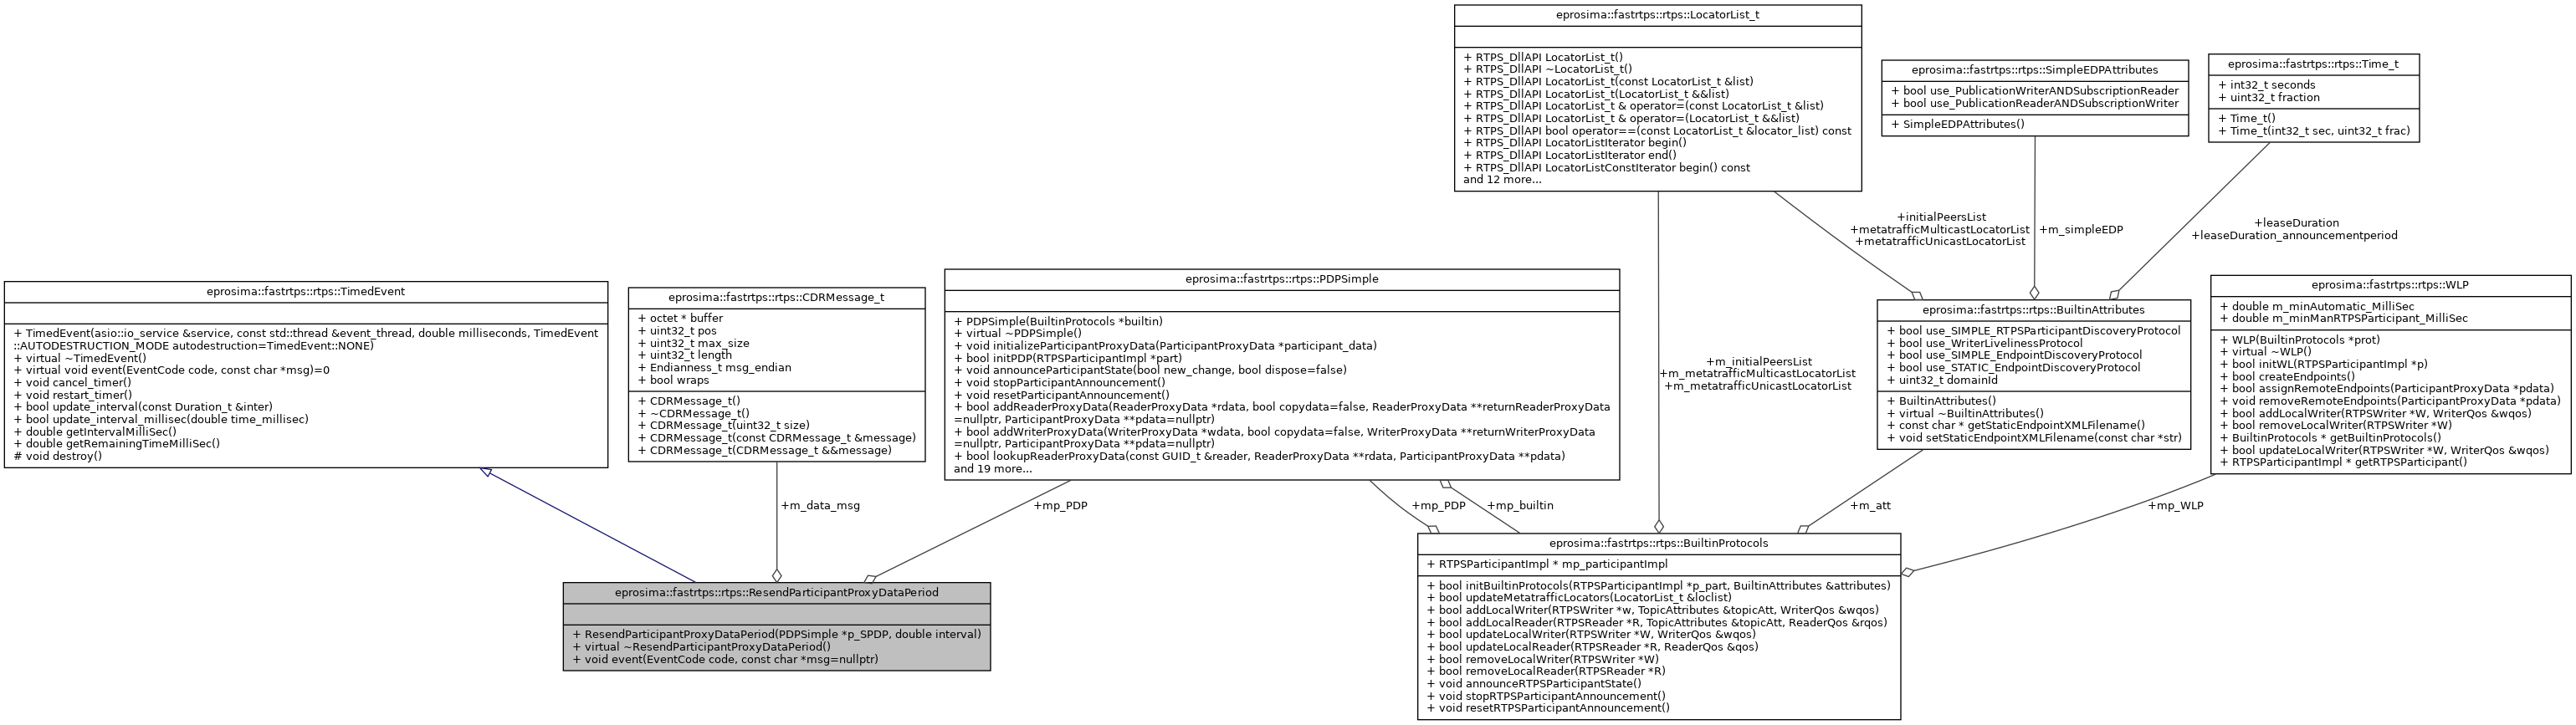 eprosima::fastrtps::rtps::LocatorList_t
+ RTPS_DllAPI LocatorList_t()
+ RTPS_DllAPI ~LocatorList_t()
+ RTPS_DllAPI LocatorList_t(const LocatorList_t &list)
+ RTPS_DllAPI LocatorList_t(LocatorList_t &&list)
+ RTPS_DllAPI LocatorList_t & operator=(const LocatorList_t &list)
+ RTPS_DllAPI LocatorList_t & operator=(LocatorList_t &&list)
+ RTPS_DllAPI bool operator==(const LocatorList_t &locator_list) const
+ RTPS_DllAPI LocatorListIterator begin()
+ RTPS_DllAPI LocatorListIterator end()
+ RTPS_DllAPI LocatorListConstIterator begin() const
and 12 more...
eprosima::fastrtps::rtps::SimpleEDPAttributes
+ bool use_PublicationWriterANDSubscriptionReader
+ bool use_PublicationReaderANDSubscriptionWriter
+ SimpleEDPAttributes()
eprosima::fastrtps::rtps::Time_t
+ int32_t seconds
+ uint32_t fraction
+ Time_t()
+ Time_t(int32_t sec, uint32_t frac)
+initialPeersList
+metatrafficMulticastLocatorList
+metatrafficUnicastLocatorList
+m_simpleEDP
+leaseDuration
+leaseDuration_announcementperiod
eprosima::fastrtps::rtps::TimedEvent
+ TimedEvent(asio::io_service &service, const std::thread &event_thread, double milliseconds, TimedEvent
::AUTODESTRUCTION_MODE autodestruction=TimedEvent::NONE)
+ virtual ~TimedEvent()
+ virtual void event(EventCode code, const char *msg)=0
+ void cancel_timer()
+ void restart_timer()
+ bool update_interval(const Duration_t &inter)
+ bool update_interval_millisec(double time_millisec)
+ double getIntervalMilliSec()
+ double getRemainingTimeMilliSec()
# void destroy()
eprosima::fastrtps::rtps::CDRMessage_t
+ octet * buffer
+ uint32_t pos
+ uint32_t max_size
+ uint32_t length
+ Endianness_t msg_endian
+ bool wraps
+ CDRMessage_t()
+ ~CDRMessage_t()
+ CDRMessage_t(uint32_t size)
+ CDRMessage_t(const CDRMessage_t &message)
+ CDRMessage_t(CDRMessage_t &&message)
eprosima::fastrtps::rtps::PDPSimple
+ PDPSimple(BuiltinProtocols *builtin)
+ virtual ~PDPSimple()
+ void initializeParticipantProxyData(ParticipantProxyData *participant_data)
+ bool initPDP(RTPSParticipantImpl *part)
+ void announceParticipantState(bool new_change, bool dispose=false)
+ void stopParticipantAnnouncement()
+ void resetParticipantAnnouncement()
+ bool addReaderProxyData(ReaderProxyData *rdata, bool copydata=false, ReaderProxyData **returnReaderProxyData
=nullptr, ParticipantProxyData **pdata=nullptr)
+ bool addWriterProxyData(WriterProxyData *wdata, bool copydata=false, WriterProxyData **returnWriterProxyData
=nullptr, ParticipantProxyData **pdata=nullptr)
+ bool lookupReaderProxyData(const GUID_t &reader, ReaderProxyData **rdata, ParticipantProxyData **pdata)
and 19 more...
+m_initialPeersList
+m_metatrafficMulticastLocatorList
+m_metatrafficUnicastLocatorList
eprosima::fastrtps::rtps::BuiltinAttributes
+ bool use_SIMPLE_RTPSParticipantDiscoveryProtocol
+ bool use_WriterLivelinessProtocol
+ bool use_SIMPLE_EndpointDiscoveryProtocol
+ bool use_STATIC_EndpointDiscoveryProtocol
+ uint32_t domainId
+ BuiltinAttributes()
+ virtual ~BuiltinAttributes()
+ const char * getStaticEndpointXMLFilename()
+ void setStaticEndpointXMLFilename(const char *str)
eprosima::fastrtps::rtps::WLP
+ double m_minAutomatic_MilliSec
+ double m_minManRTPSParticipant_MilliSec
+ WLP(BuiltinProtocols *prot)
+ virtual ~WLP()
+ bool initWL(RTPSParticipantImpl *p)
+ bool createEndpoints()
+ bool assignRemoteEndpoints(ParticipantProxyData *pdata)
+ void removeRemoteEndpoints(ParticipantProxyData *pdata)
+ bool addLocalWriter(RTPSWriter *W, WriterQos &wqos)
+ bool removeLocalWriter(RTPSWriter *W)
+ BuiltinProtocols * getBuiltinProtocols()
+ bool updateLocalWriter(RTPSWriter *W, WriterQos &wqos)
+ RTPSParticipantImpl * getRTPSParticipant()
+m_data_msg
+mp_PDP
+mp_PDP
+mp_builtin
+m_att
+mp_WLP
eprosima::fastrtps::rtps::ResendParticipantProxyDataPeriod
+ ResendParticipantProxyDataPeriod(PDPSimple *p_SPDP, double interval)
+ virtual ~ResendParticipantProxyDataPeriod()
+ void event(EventCode code, const char *msg=nullptr)
eprosima::fastrtps::rtps::BuiltinProtocols
+ RTPSParticipantImpl * mp_participantImpl
+ bool initBuiltinProtocols(RTPSParticipantImpl *p_part, BuiltinAttributes &attributes)
+ bool updateMetatrafficLocators(LocatorList_t &loclist)
+ bool addLocalWriter(RTPSWriter *w, TopicAttributes &topicAtt, WriterQos &wqos)
+ bool addLocalReader(RTPSReader *R, TopicAttributes &topicAtt, ReaderQos &rqos)
+ bool updateLocalWriter(RTPSWriter *W, WriterQos &wqos)
+ bool updateLocalReader(RTPSReader *R, ReaderQos &qos)
+ bool removeLocalWriter(RTPSWriter *W)
+ bool removeLocalReader(RTPSReader *R)
+ void announceRTPSParticipantState()
+ void stopRTPSParticipantAnnouncement()
+ void resetRTPSParticipantAnnouncement()